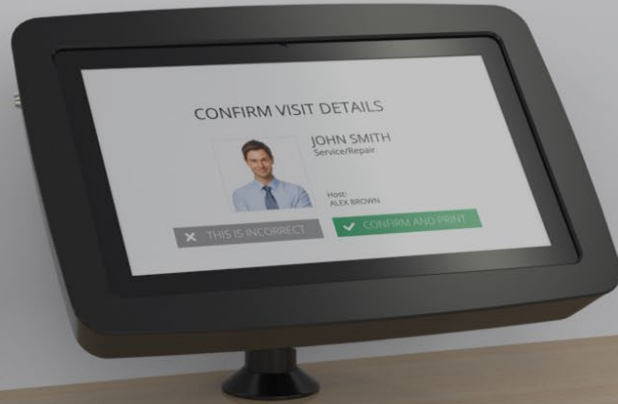 CONFIRM VISIT DETAILS
JOHN SMITH
Service/Repair
Host:
ALEX BROWN
THIS IS INCORRECT
CONFIRM AND PRINT